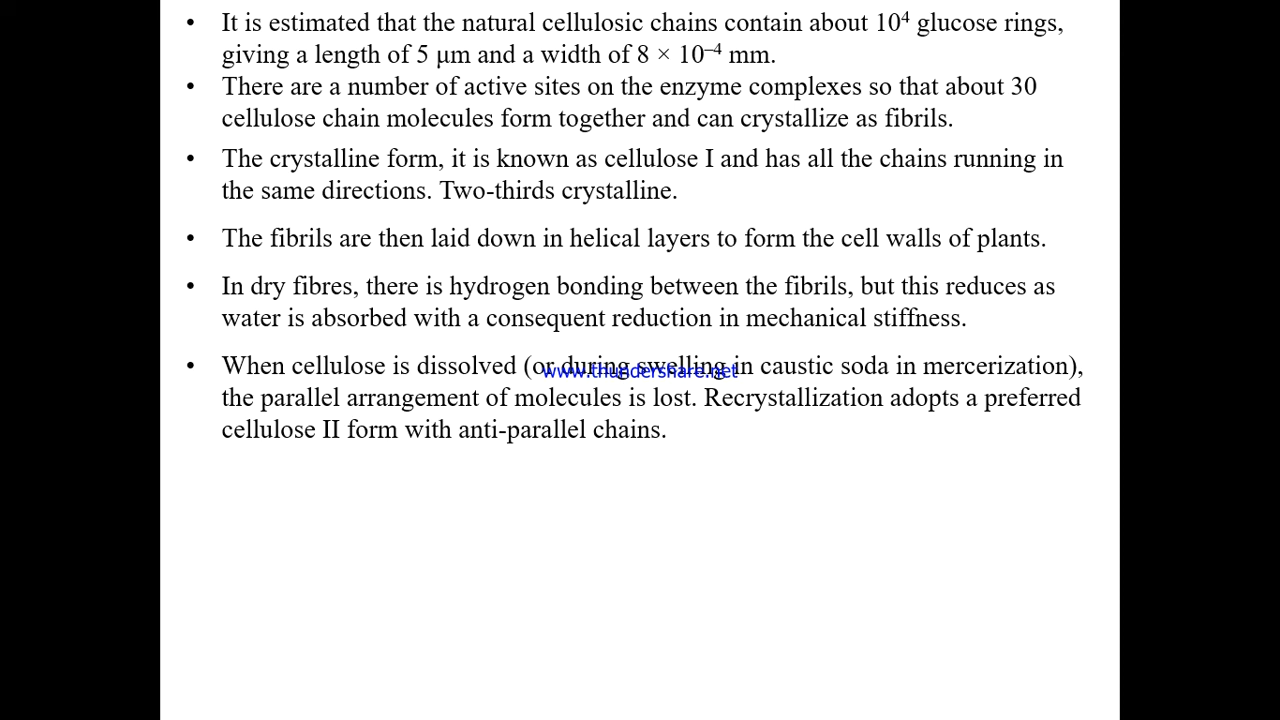 • It is estimated that the natural cellulosic chains contain about 10⁴ glucose rings,
giving a length of 5 μm and a width of 8 × 10⁻⁴ mm.
• There are a number of active sites on the enzyme complexes so that about 30
cellulose chain molecules form together and can crystallize as fibrils.
• The crystalline form, it is known as cellulose I and has all the chains running in
the same directions. Two-thirds crystalline.
• The fibrils are then laid down in helical layers to form the cell walls of plants.
• In dry fibres, there is hydrogen bonding between the fibrils, but this reduces as
water is absorbed with a consequent reduction in mechanical stiffness.
• When cellulose is dissolved (or during swelling in caustic soda in mercerization),
www.thundershare.net
the parallel arrangement of molecules is lost. Recrystallization adopts a preferred
cellulose II form with anti-parallel chains.